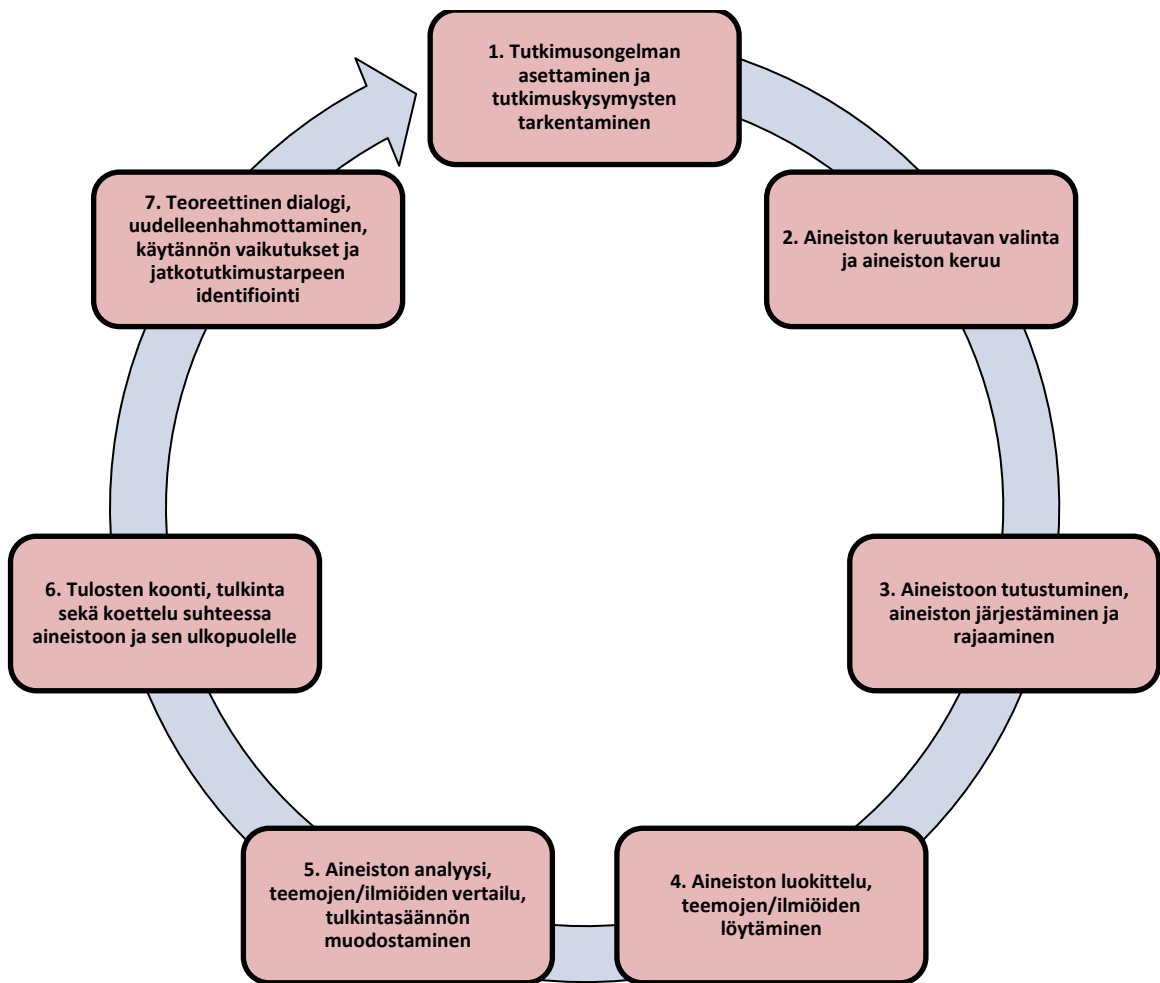 1. Tutkimusongelman
asettaminen ja
tutkimuskysymysten
tarkentaminen
2. Aineiston keruutavan valinta
ja aineiston keruu
3. Aineistoon tutustuminen,
aineiston järjestäminen ja
rajaaminen
4. Aineiston luokittelu,
teemojen/ilmiöiden
löytäminen
5. Aineiston analyysi,
teemojen/ilmiöiden vertailu,
tulkintasäännön
muodostaminen
6. Tulosten koonti, tulkinta
sekä koettelu suhteessa
aineistoon ja sen ulkopuolelle
7. Teoreettinen dialogi,
uudelleenhahmottaminen,
käytännön vaikutukset ja
jatkotutkimustarpeen
identifiointi